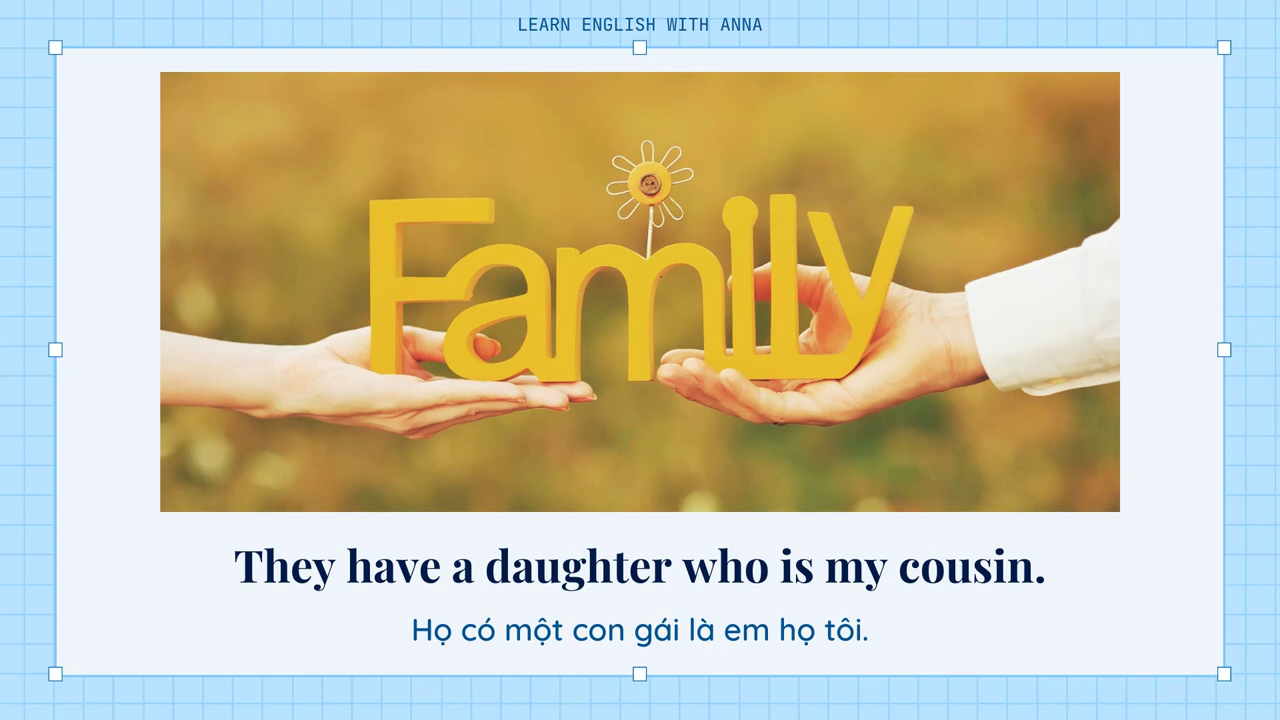 LEARN ENGLISH WITH ANNA
Family
They have a daughter who is my cousin.
Họ có một con gái là em họ tôi.